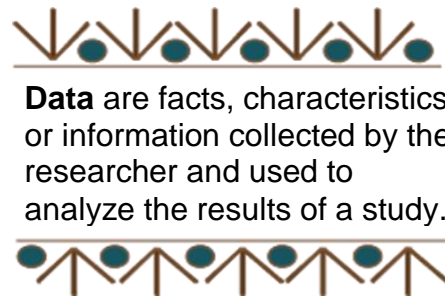 Data are facts, characteristics
or information collected by the
researcher and used to
analyze the results of a study.